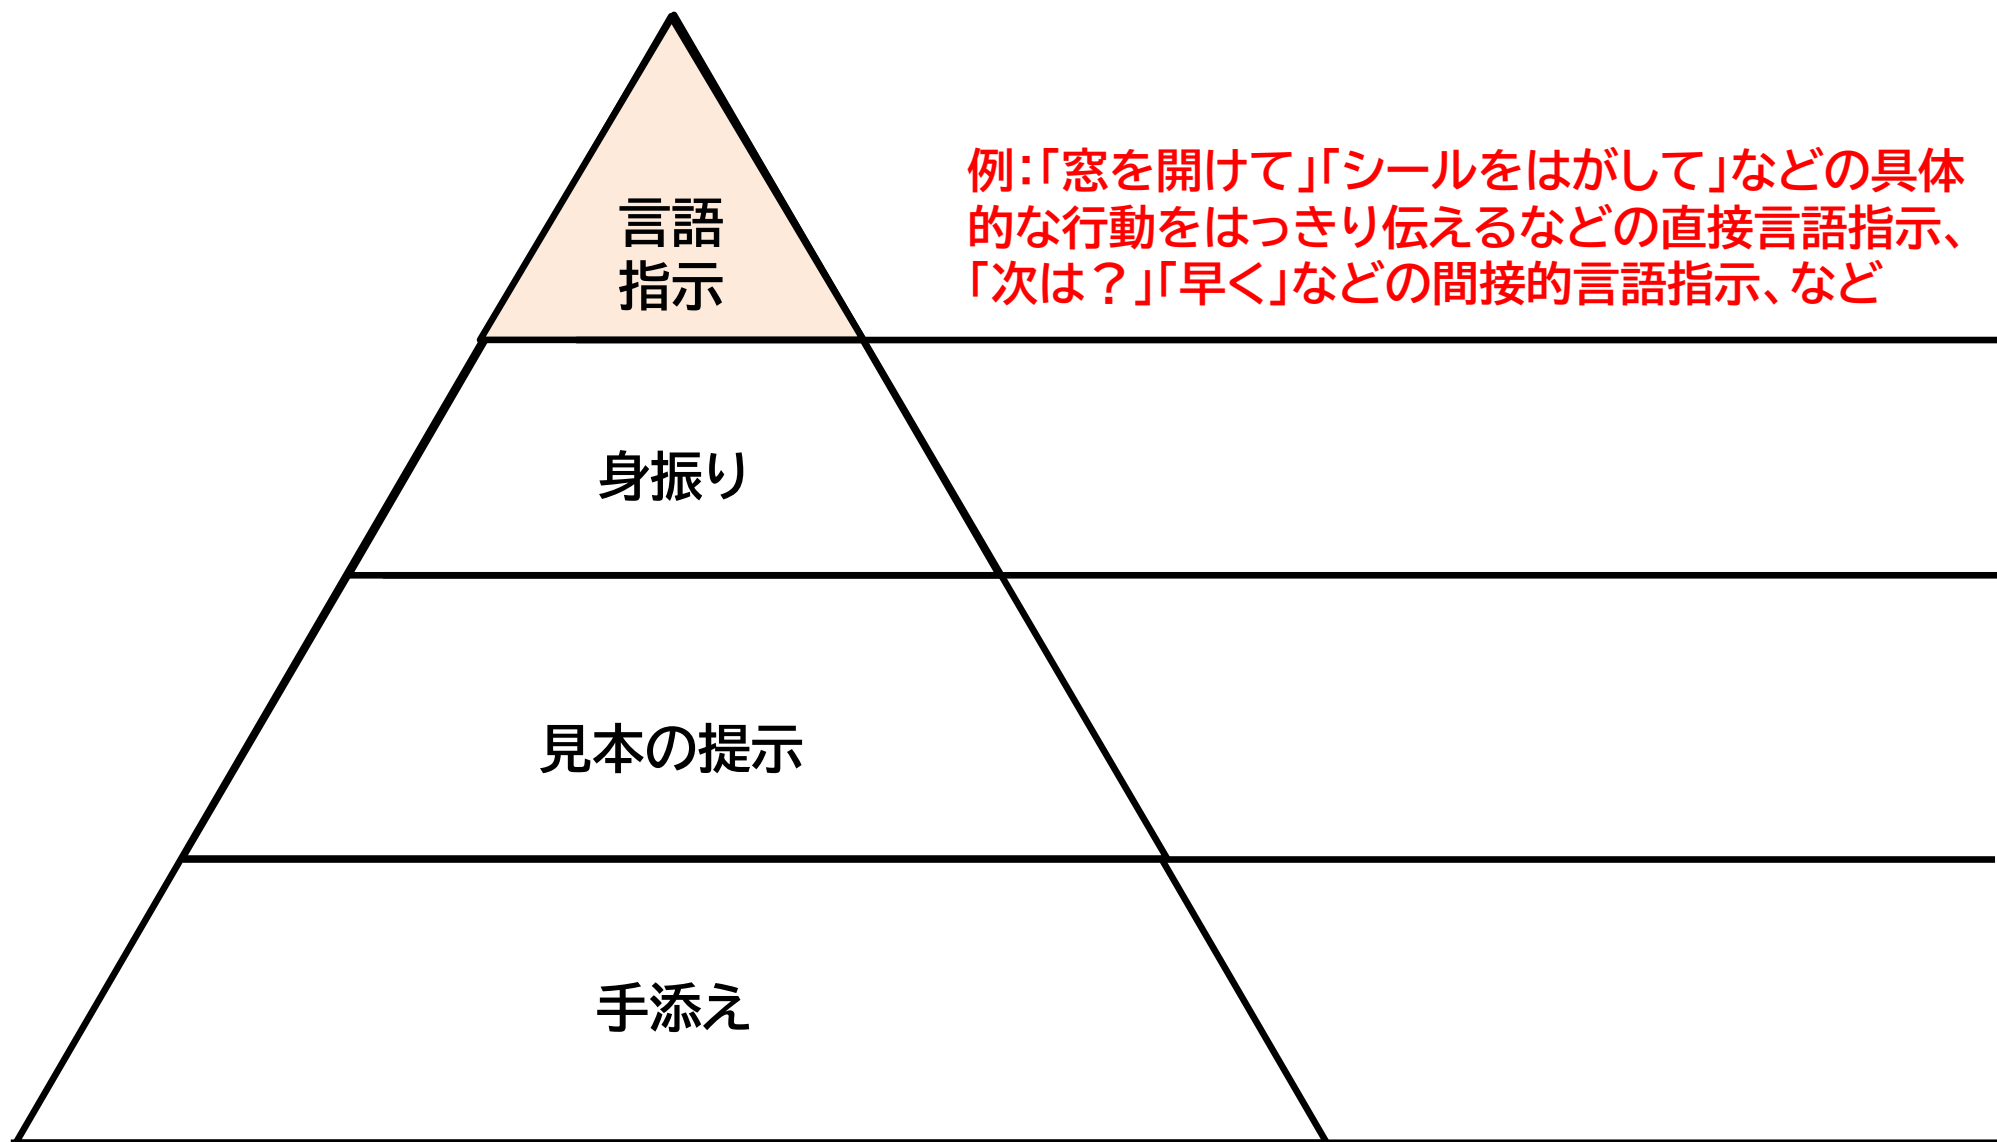 例：「窓を開けて」「シールをはがして」などの具体
的な行動をはっきり伝えるなどの直接言語指示、
「次は？」「早く」などの間接的言語指示、など
言語
指示
身振り
見本の提示
手添え